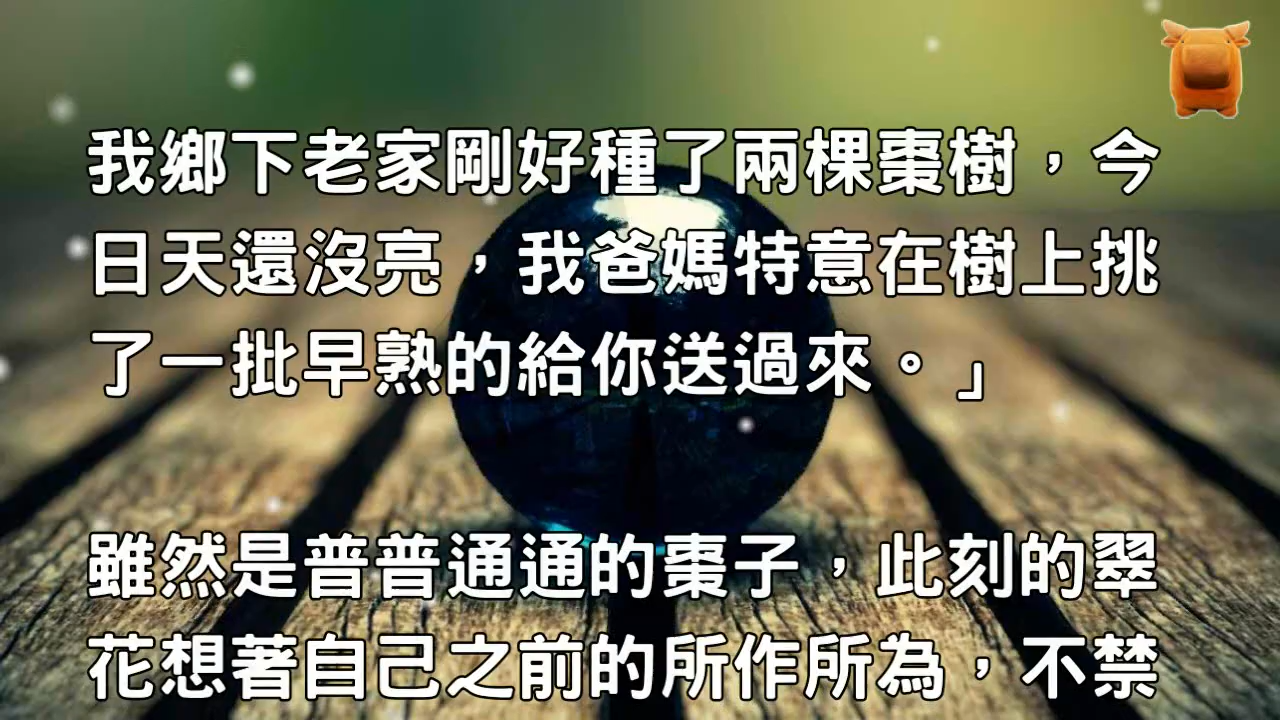 我鄉下老家剛好種了兩棵棗樹，今
日天還沒亮，我爸媽特意在樹上挑
了一批早熟的給你送過來。」
雖然是普普通通的棗子，此刻的翠
花想著自己之前的所作所為，不禁